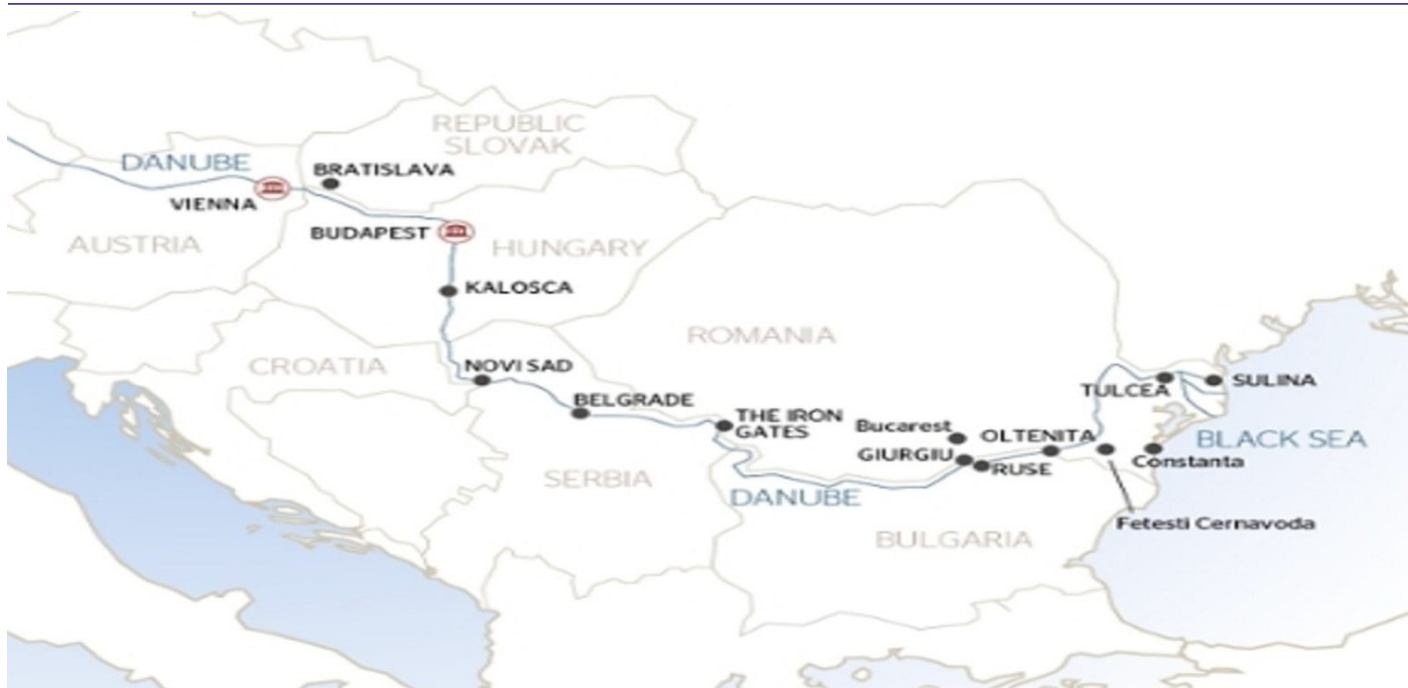 REPUBLIC
SLOVAK
DANUBE
BRATISLAVA
VIENNA
BUDAPEST
AUSTRIA
HUNGARY
KALOSCA
ROMANIA
CROATIA
NOVI SAD
TULCEA
SULINA
BELGRADE
THE IRON
GATES
Bucarest
OLTENITA
BLACK SEA
GIURGIU
RUSE
Constanta
SERBIA
DANUBE
Fetesti Cernavoda
BULGARIA